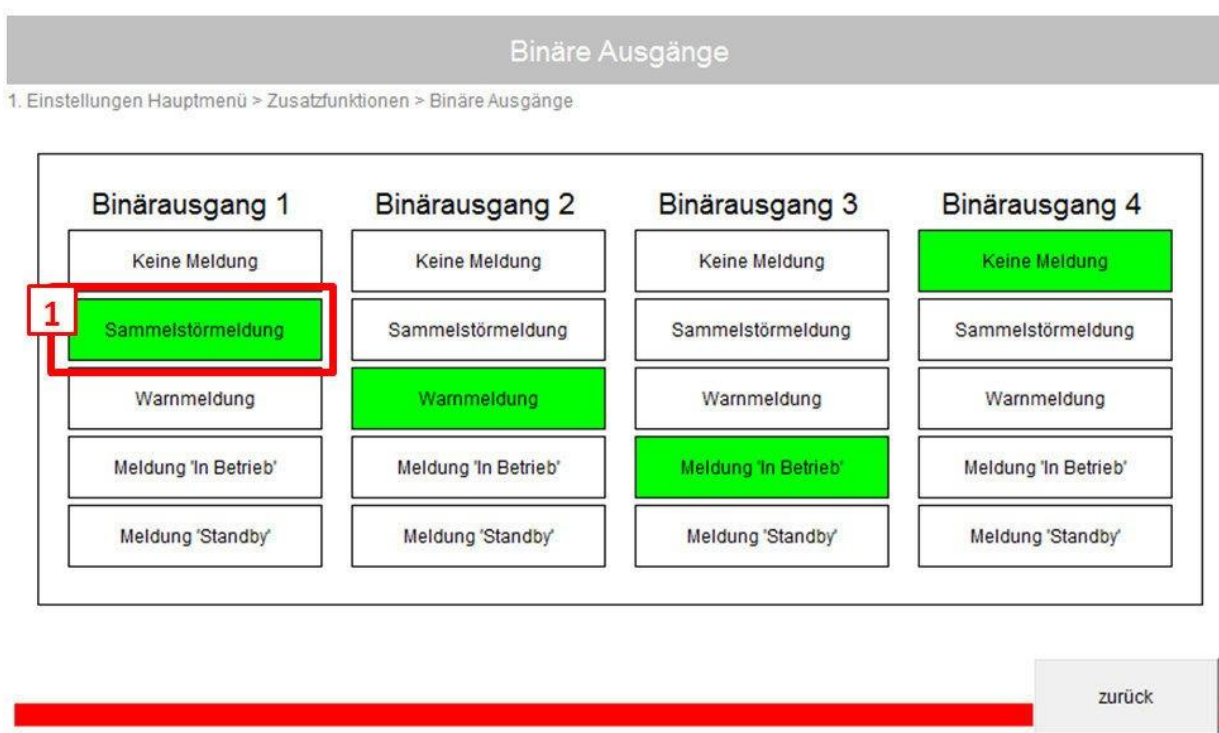 Binäre Ausgänge
1. Einstellungen Hauptmenü > Zusatzfunktionen > Binäre Ausgänge
Binärausgang 1 Binärausgang 2 Binärausgang 3 Binärausgang 4
Keine Meldung Keine Meldung Keine Meldung Keine Meldung
1 Sammelstörmeldung Sammelstörmeldung Sammelstörmeldung Sammelstörmeldung
Warnmeldung Warnmeldung Warnmeldung Warnmeldung
Meldung 'In Betrieb' Meldung 'In Betrieb' Meldung 'In Betrieb' Meldung 'In Betrieb'
Meldung 'Standby' Meldung 'Standby' Meldung 'Standby' Meldung 'Standby'
zurück